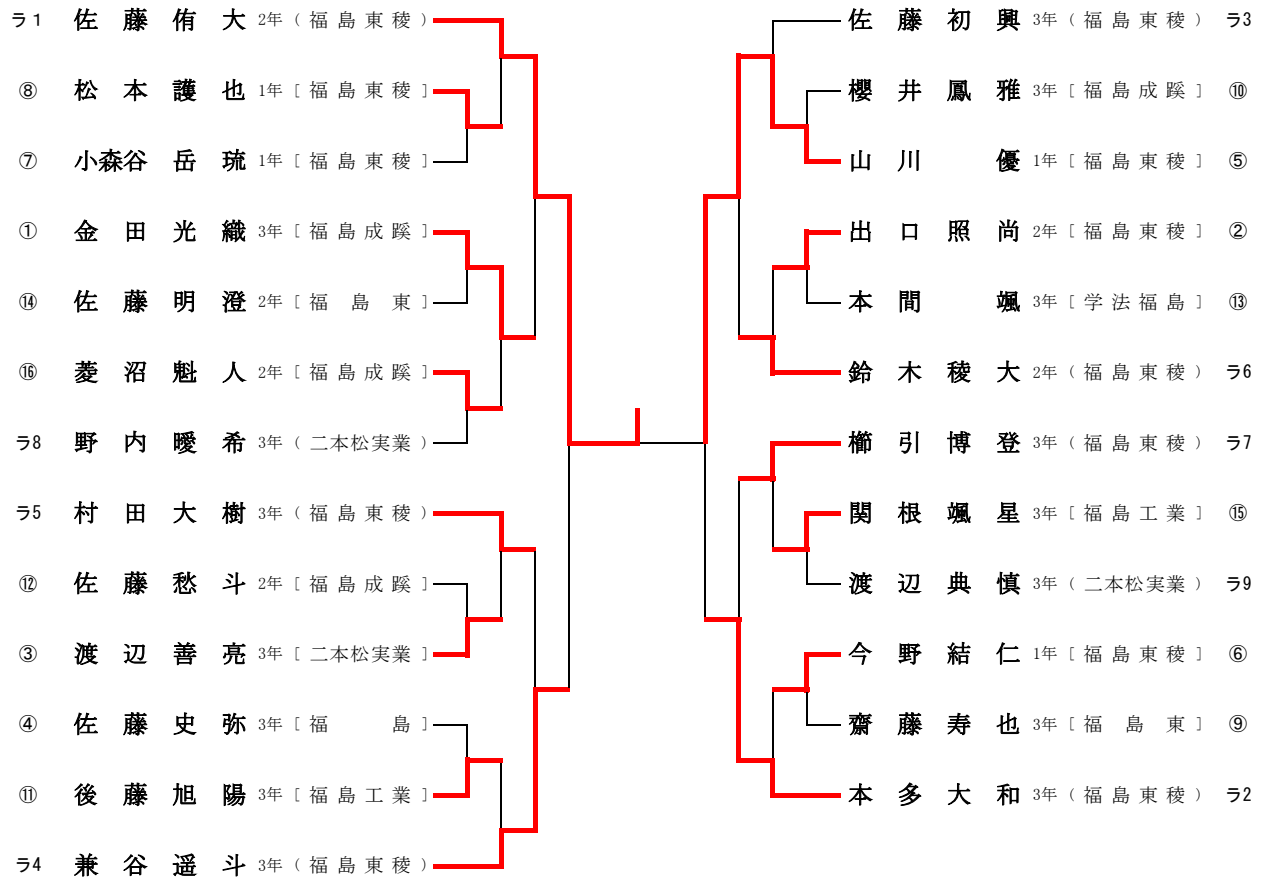 ラ1 佐藤侑大 2年 ( 福島東稜 )
⑧ 松本護也 1年 [ 福島東稜 ]
⑦ 小森谷岳琉 1年 [ 福島東稜 ]
① 金田光織 3年 [ 福島成蹊 ]
⑭ 佐藤明澄 2年 [ 福島東 ]
⑯ 菱沼魁人 2年 [ 福島成蹊 ]
ラ8 野内曖希 3年 ( 二本松実業 )
ラ5 村田大樹 3年 ( 福島東稜 )
⑫ 佐藤愁斗 2年 [ 福島成蹊 ]
③ 渡辺善亮 3年 [ 二本松実業 ]
④ 佐藤史弥 3年 [ 福島 ]
⑪ 後藤旭陽 3年 [ 福島工業 ]
ラ4 兼谷遥斗 3年 ( 福島東稜 )
佐藤初興 3年 ( 福島東稜 ) ラ3
櫻井鳳雅 3年 [ 福島成蹊 ] ⑩
山川優 1年 [ 福島東稜 ] ⑤
出口照尚 2年 [ 福島東稜 ] ②
本間颯 3年 [ 学法福島 ] ⑬
鈴木稜大 2年 ( 福島東稜 ) ラ6
櫛引博登 3年 ( 福島東稜 ) ラ7
関根颯星 3年 [ 福島工業 ] ⑮
渡辺典慎 3年 ( 二本松実業 ) ラ9
今野結仁 1年 [ 福島東稜 ] ⑥
齋藤寿也 3年 [ 福島東 ] ⑨
本多大和 3年 ( 福島東稜 ) ラ2